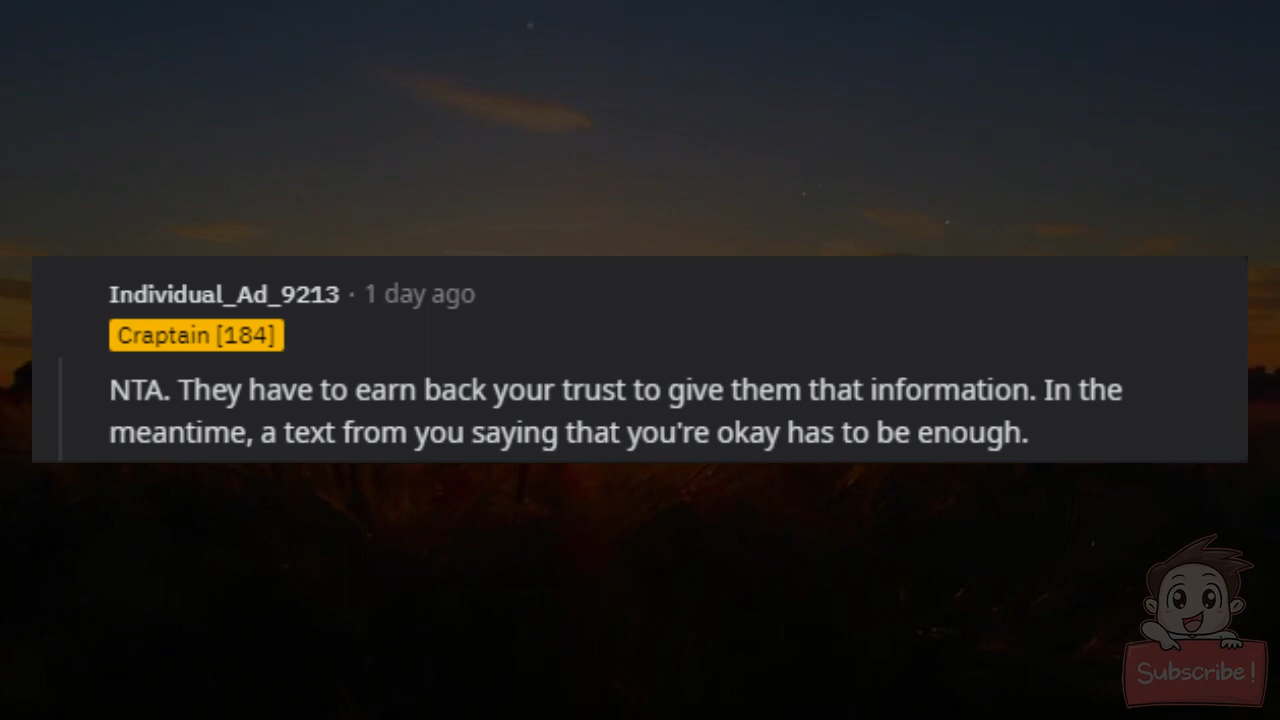 Individual_Ad_9213 · 1 day ago
Craptain [184]
NTA. They have to earn back your trust to give them that information. In the
meantime, a text from you saying that you're okay has to be enough.
Subscribe!